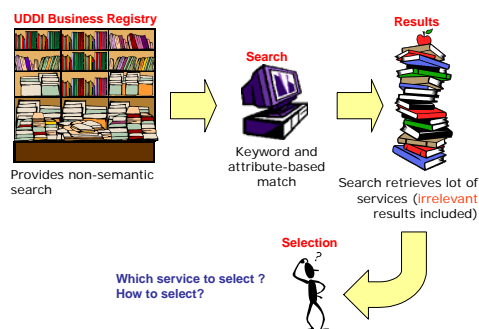 UDDI Business Registry
Provides non-semantic
search
Search
Keyword and
attribute-based
match
Results
Search retrieves lot of
services (irrelevant
results included)
Selection
?
Which service to select ?
How to select?